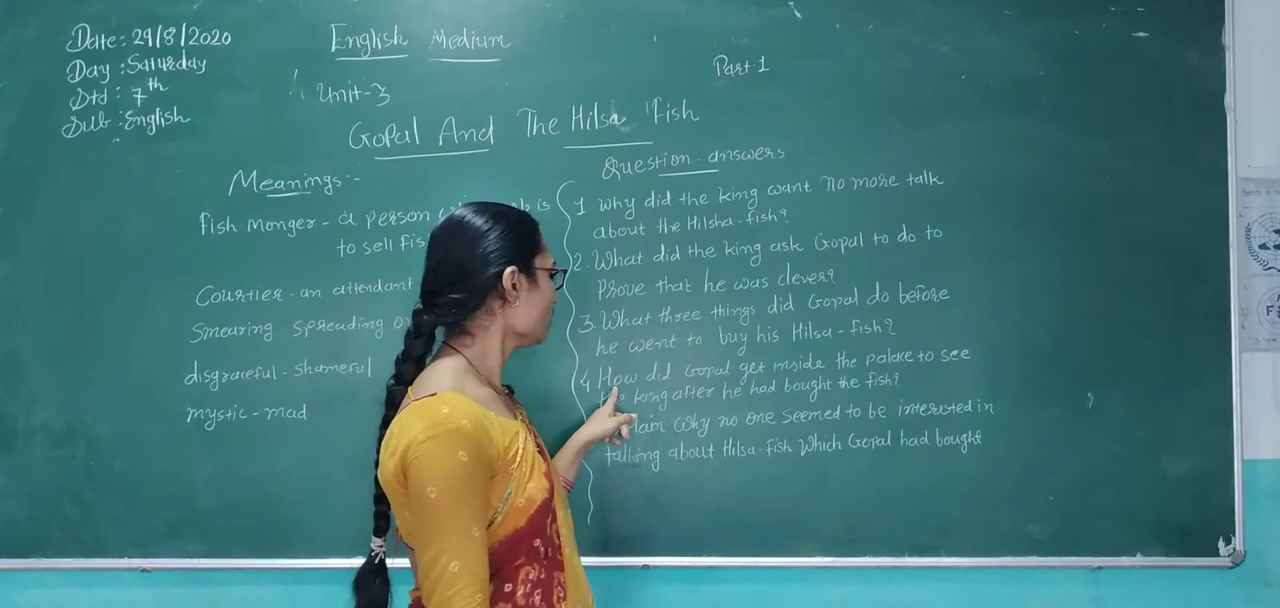 Date: 29/8/2020
Day: Saturday
Std: 7th
Sub: English
English Medium
Part-1
Unit-3
Gopal And The Hilsa Fish
Meanings:-
fish monger - a person is
to sell
Courtier - an attendant
Smearing - spreading
disgraceful - shameful
mystic - mad
Question - answers
1. Why did the king want no more talk
about the Hilsha-fish?
2. What did the king ask Gopal to do to
Prove that he was clever?
3. What three things did Gopal do before
he went to buy his Hilsa-fish?
4 How did Gopal get inside the palace to see
king after he had bought the fish?
why no one seemed to be interested in
talking about Hilsa-fish which Gopal had bought